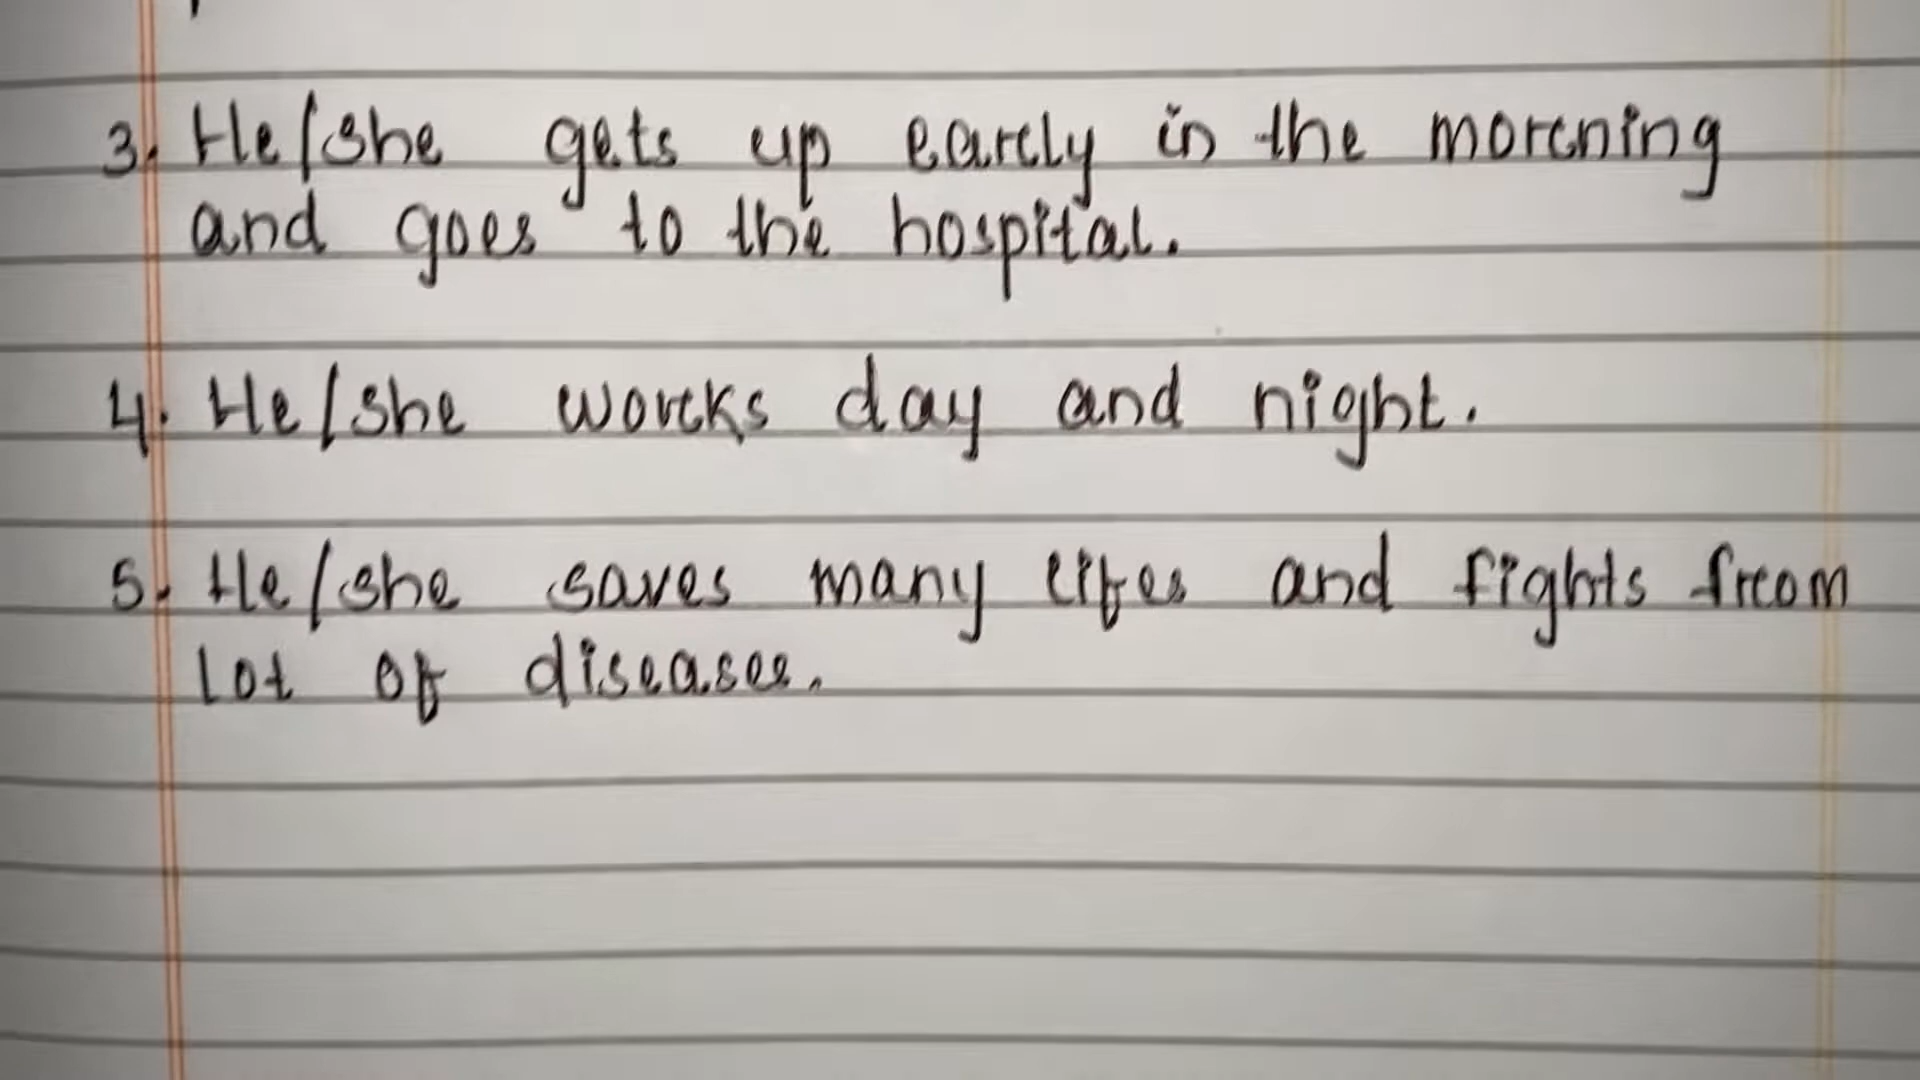 3. He/she gets up early in the morning
and goes to the hospital.
4. He/she works day and night.
5. He/she saves many lifes and fights from
lot of diseases.